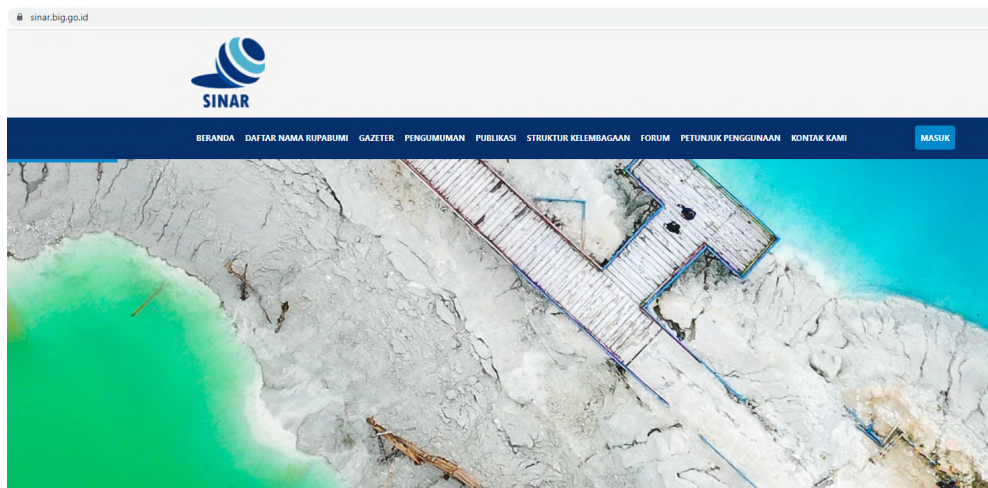 sinar.big.go.id
SINAR
BERANDA DAFTAR NAMA RUPABUMI GAZETER PENGUMUMAN PUBLIKASI STRUKTUR KELEMBAGAAN FORUM PETUNJUK PENGGUNAAN KONTAK KAMI MASUK